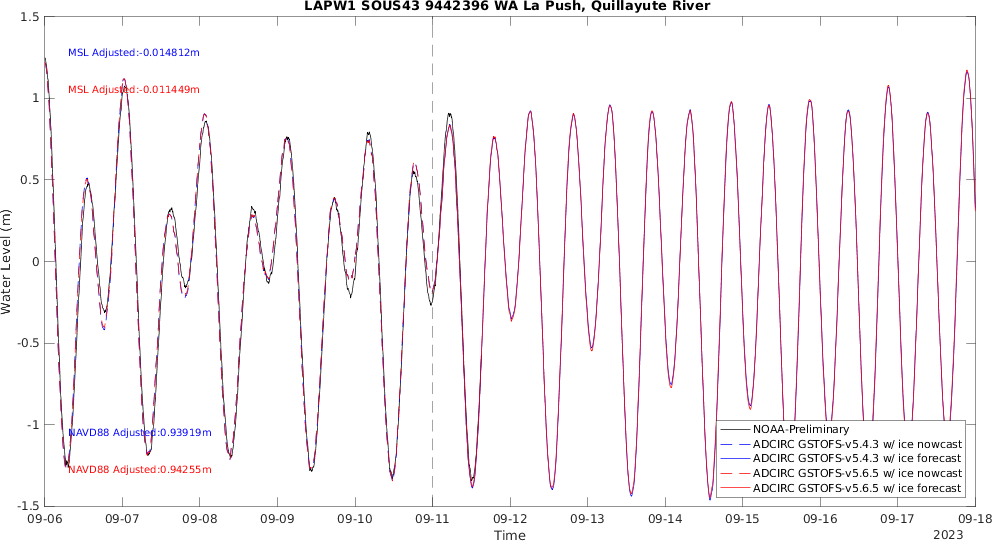 LAPW1 SOUS43 9442396 WA La Push, Quillayute River
1.5
1
0.5
0
-0.5
-1
-1.5
Water Level (m)
MSL Adjusted:-0.014812m
MSL Adjusted:-0.011449m
NAVD88 Adjusted:0.93919m
NAVD88 Adjusted:0.94255m
NOAA-Preliminary
ADCIRC GSTOFS-v5.4.3 w/ ice nowcast
ADCIRC GSTOFS-v5.4.3 w/ ice forecast
ADCIRC GSTOFS-v5.6.5 w/ ice nowcast
ADCIRC GSTOFS-v5.6.5 w/ ice forecast
09-06 09-07 09-08 09-09 09-10 09-11 09-12 09-13 09-14 09-15 09-16 09-17 09-18
Time
2023